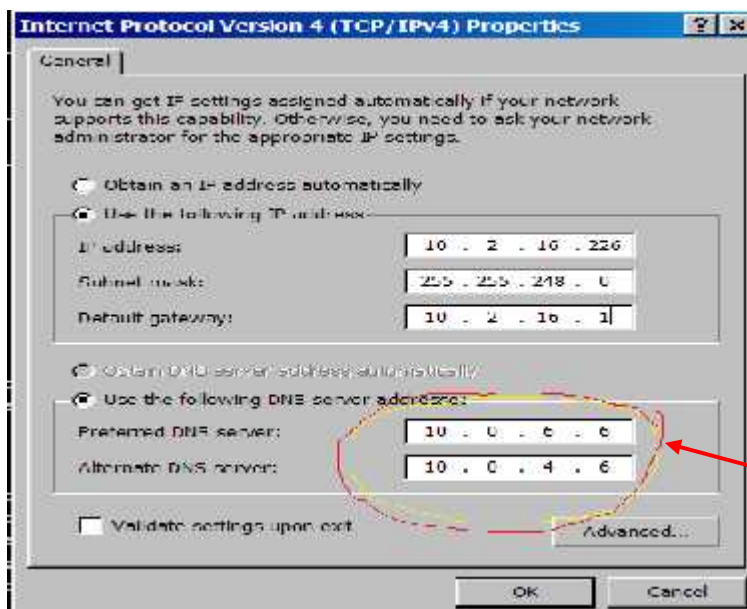 Internet Protocol Version 4 (TCP/IPv4) Properties
General
You can get IP settings assigned automatically if your network
supports this capability. Otherwise, you need to ask your network
administrator for the appropriate IP settings.
Obtain an IP address automatically
Use the following IP address:
IP address: 10 . 2 . 16 . 226
Subnet mask: 255 . 255 . 248 . 0
Default gateway: 10 . 2 . 16 . 1
Obtain DNS server address automatically
Use the following DNS server addresses:
Preferred DNS server: 10 . 0 . 6 . 6
Alternate DNS server: 10 . 0 . 4 . 6
Validate settings upon exit
Advanced...
OK Cancel